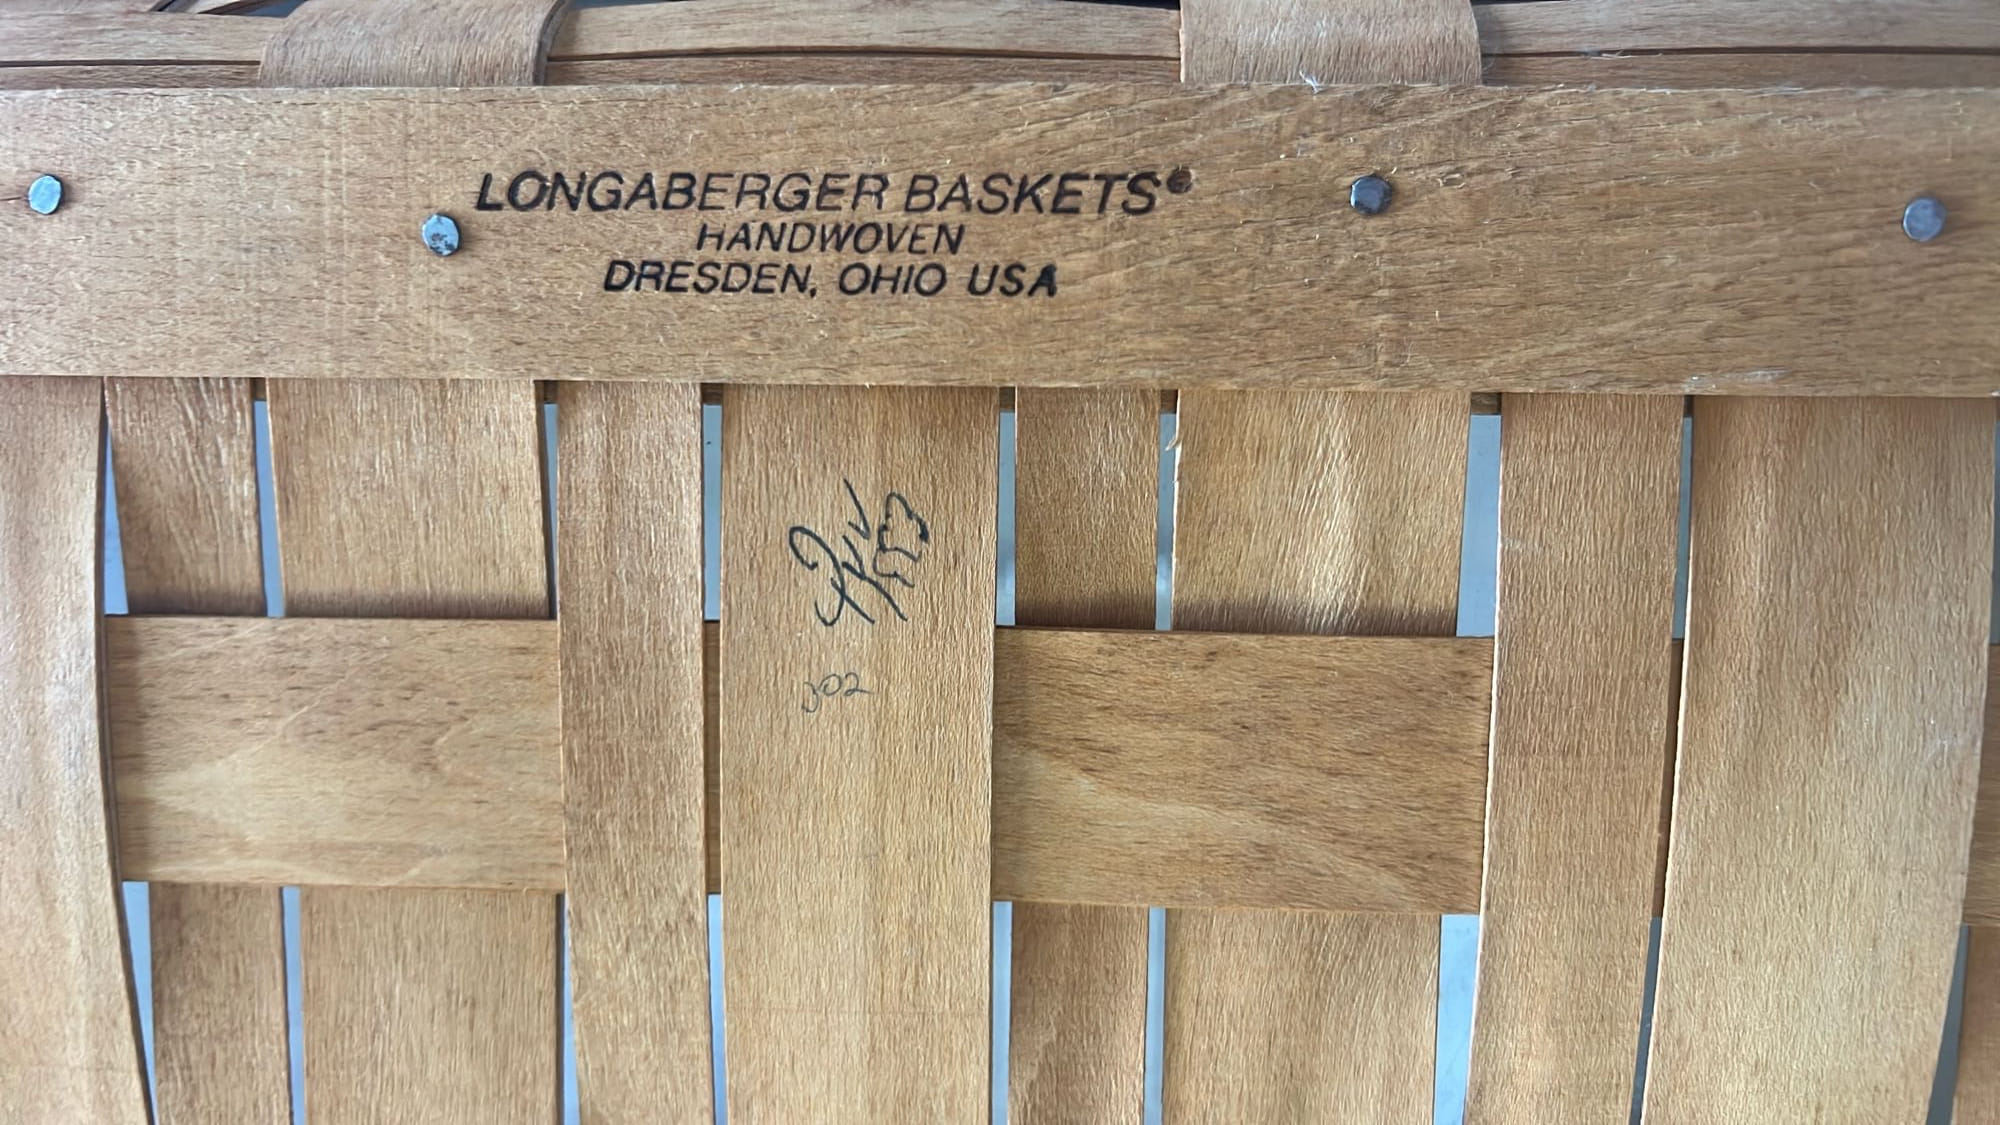 LONGABERGER BASKETS®
HANDWOVEN
DRESDEN, OHIO USA